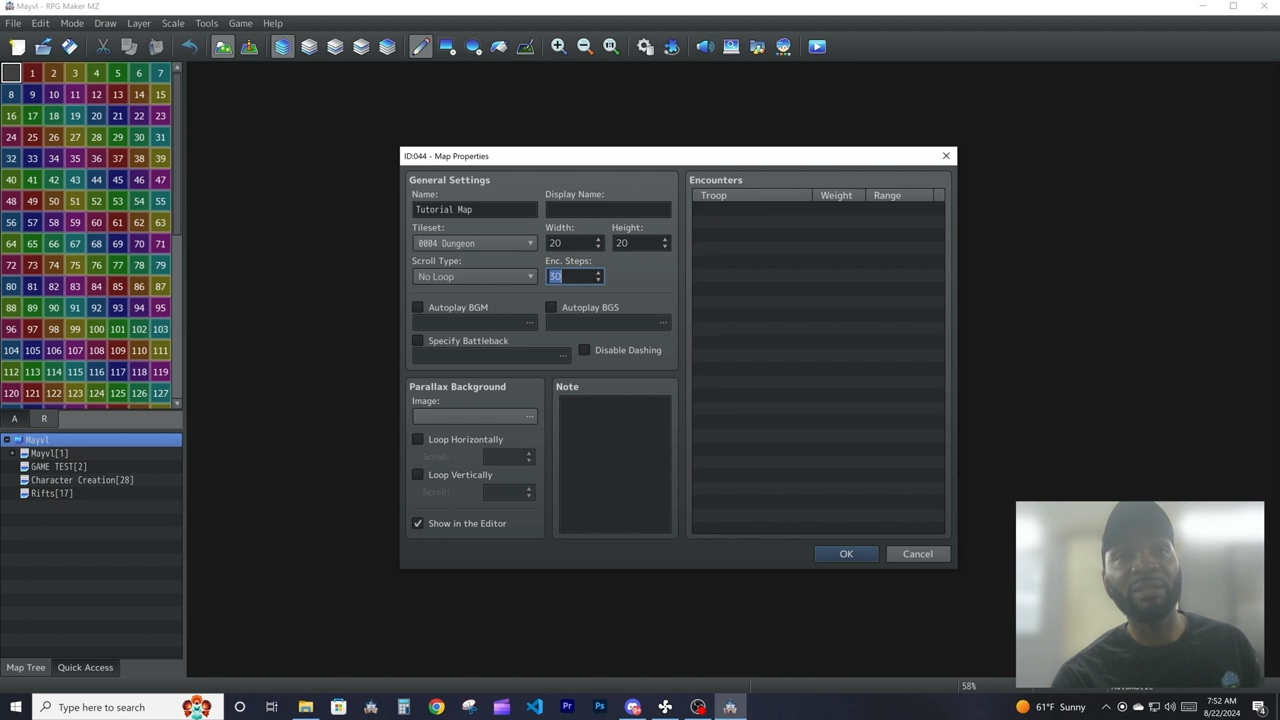 Mayvl - RPG Maker MZ
File Edit Mode Draw Layer Scale Tools Game Help
1 2 3 4 5 6 7
8 9 10 11 12 13 14 15
16 17 18 19 20 21 22 23
24 25 26 27 28 29 30 31
32 33 34 35 36 37 38 39
40 41 42 43 44 45 46 47
48 49 50 51 52 53 54 55
56 57 58 59 60 61 62 63
64 65 66 67 68 69 70 71
72 73 74 75 76 77 78 79
80 81 82 83 84 85 86 87
88 89 90 91 92 93 94 95
96 97 98 99 100 101 102 103
104 105 106 107 108 109 110 111
112 113 114 115 116 117 118 119
120 121 122 123 124 125 126 127
A R
Mayvl
Mayvl[1]
GAME TEST[2]
Character Creation[28]
Rifts[17]
Map Tree Quick Access
ID:044 - Map Properties
General Settings
Name: Display Name:
Tutorial Map
Tileset: Width: Height:
0004 Dungeon 20 20
Scroll Type: Enc. Steps:
No Loop 30
Autoplay BGM Autoplay BGS
... ...
Specify Battleback
Disable Dashing
...
Parallax Background
Image:
...
Loop Horizontally
Scroll:
Loop Vertically
Scroll:
Show in the Editor
Note
Encounters
Troop Weight Range
OK Cancel
58%
Automatic
Type here to search
61°F Sunny
7:52 AM
8/22/2024